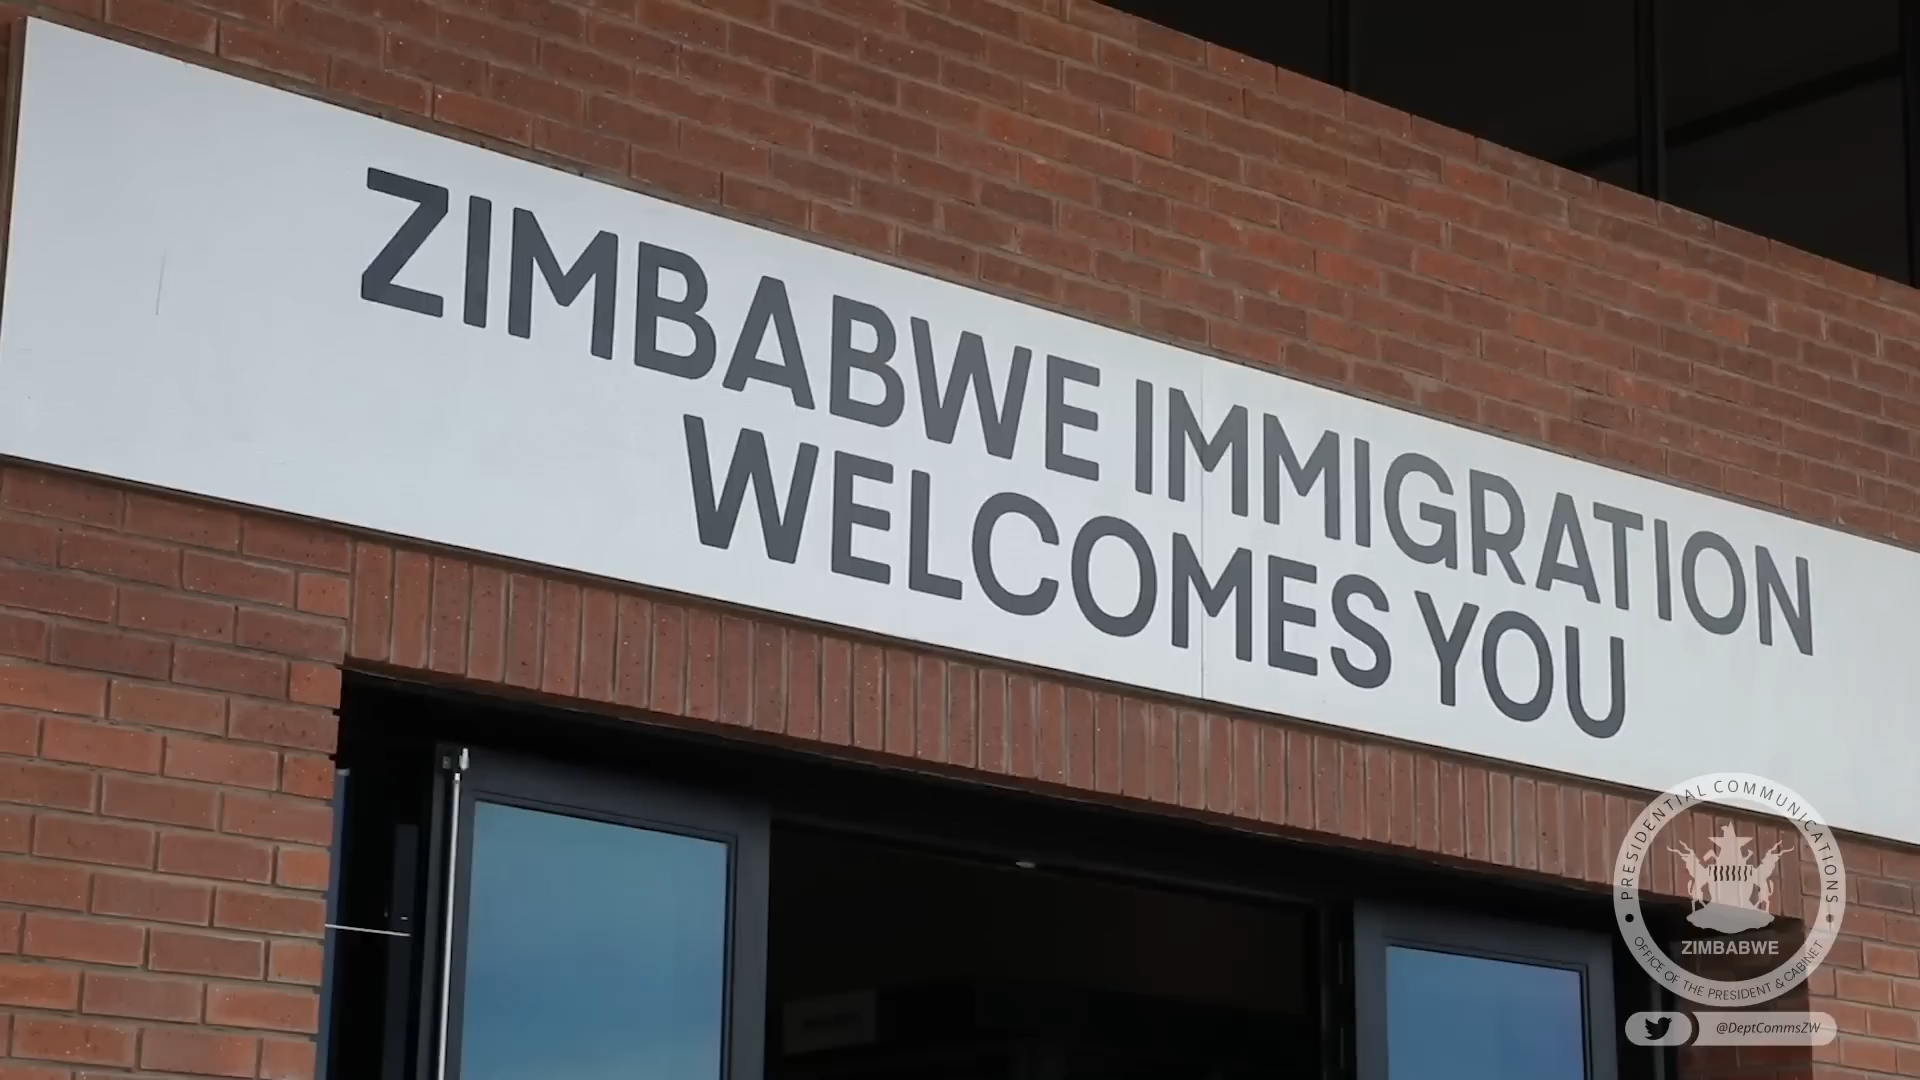 ZIMBABWE IMMIGRATION
WELCOMES YOU
PRESIDENTIAL COMMUNICATIONS
ZIMBABWE
OFFICE OF THE PRESIDENT & CABINET
@DeptCommsZW